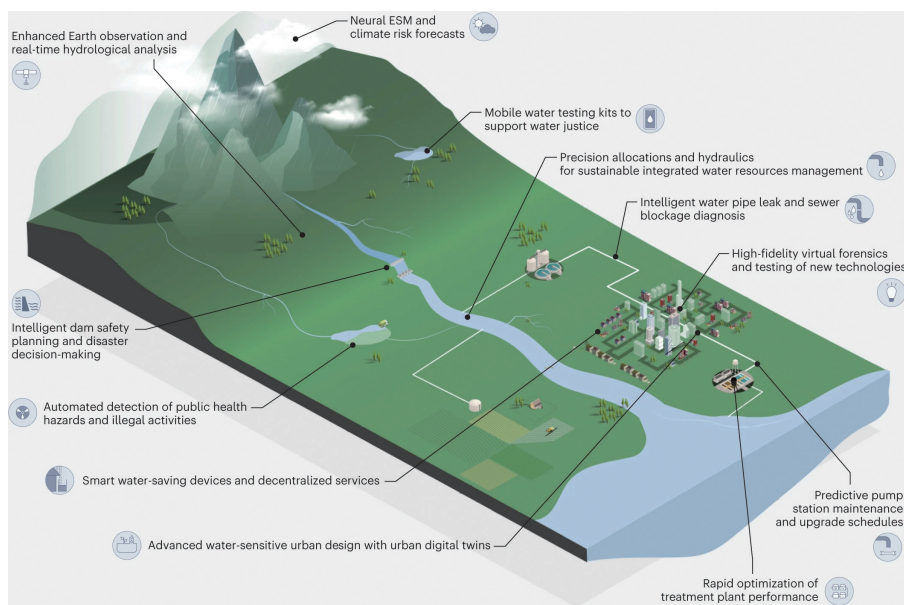 Neural ESM and
climate risk forecasts
Enhanced Earth observation and
real-time hydrological analysis
Mobile water testing kits to
support water justice
Precision allocations and hydraulics
for sustainable integrated water resources management
Intelligent water pipe leak and sewer
blockage diagnosis
High-fidelity virtual forensics
and testing of new technologies
Intelligent dam safety
planning and disaster
decision-making
Automated detection of public health
hazards and illegal activities
Smart water-saving devices and decentralized services
Predictive pump
station maintenance
and upgrade schedules
Advanced water-sensitive urban design with urban digital twins
Rapid optimization of
treatment plant performance